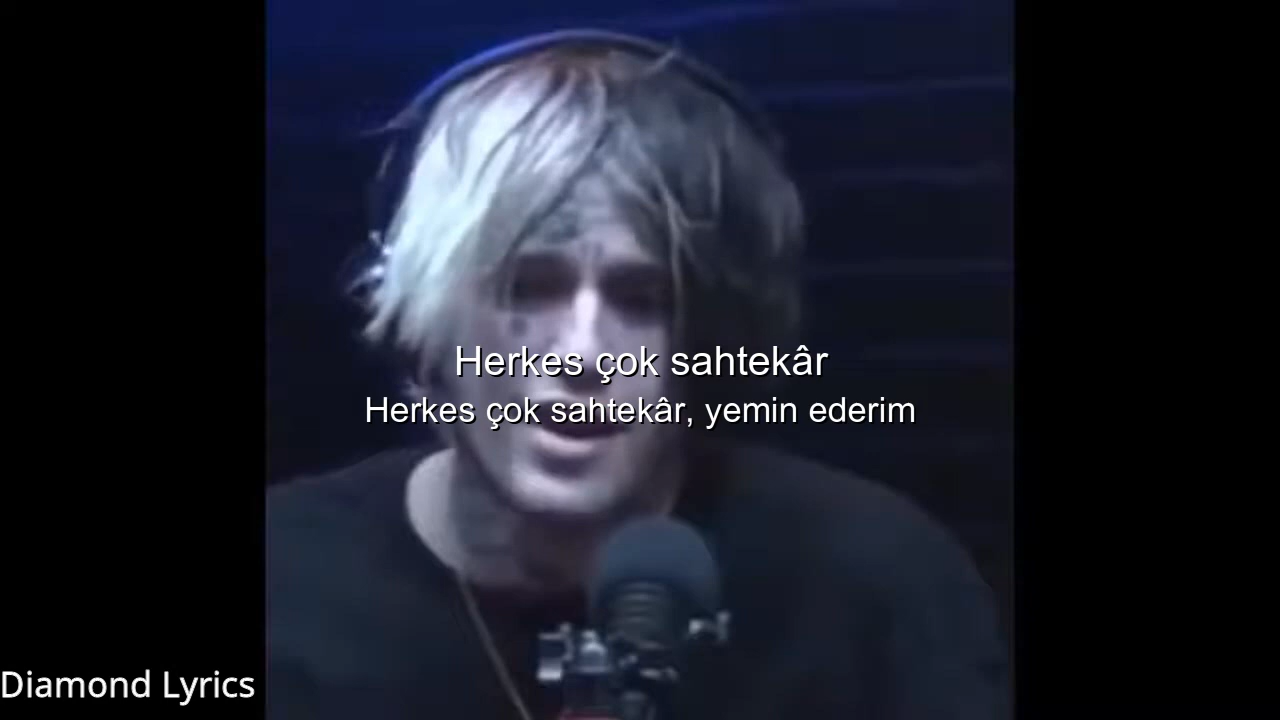 Herkes çok sahtekâr
Herkes çok sahtekâr, yemin ederim
Diamond Lyrics